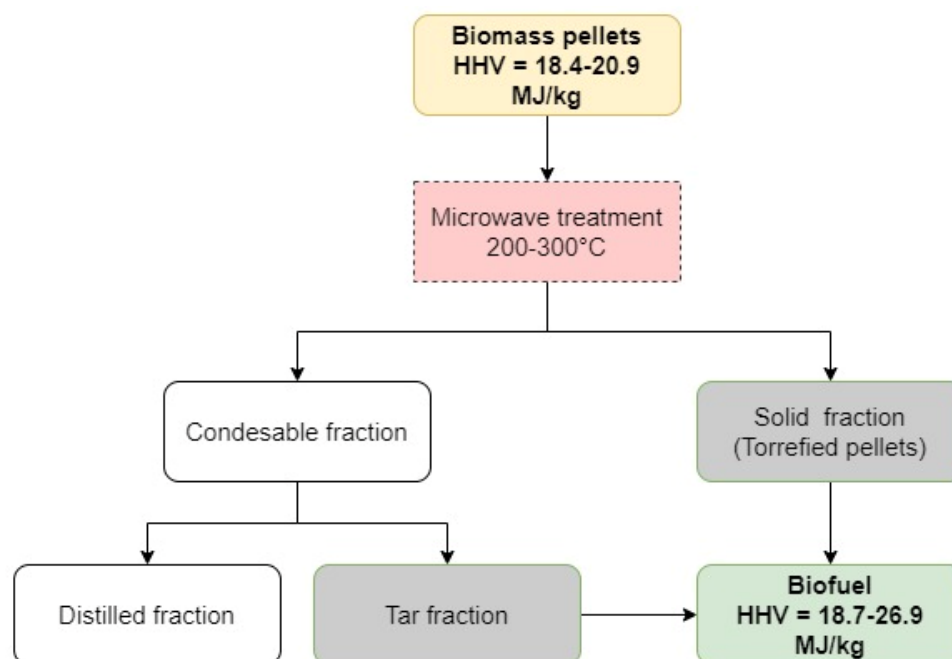 Biomass pellets
HHV = 18.4-20.9
MJ/kg
Microwave treatment
200-300°C
Condesable fraction
Solid fraction
(Torrefied pellets)
Distilled fraction
Tar fraction
Biofuel
HHV = 18.7-26.9
MJ/kg